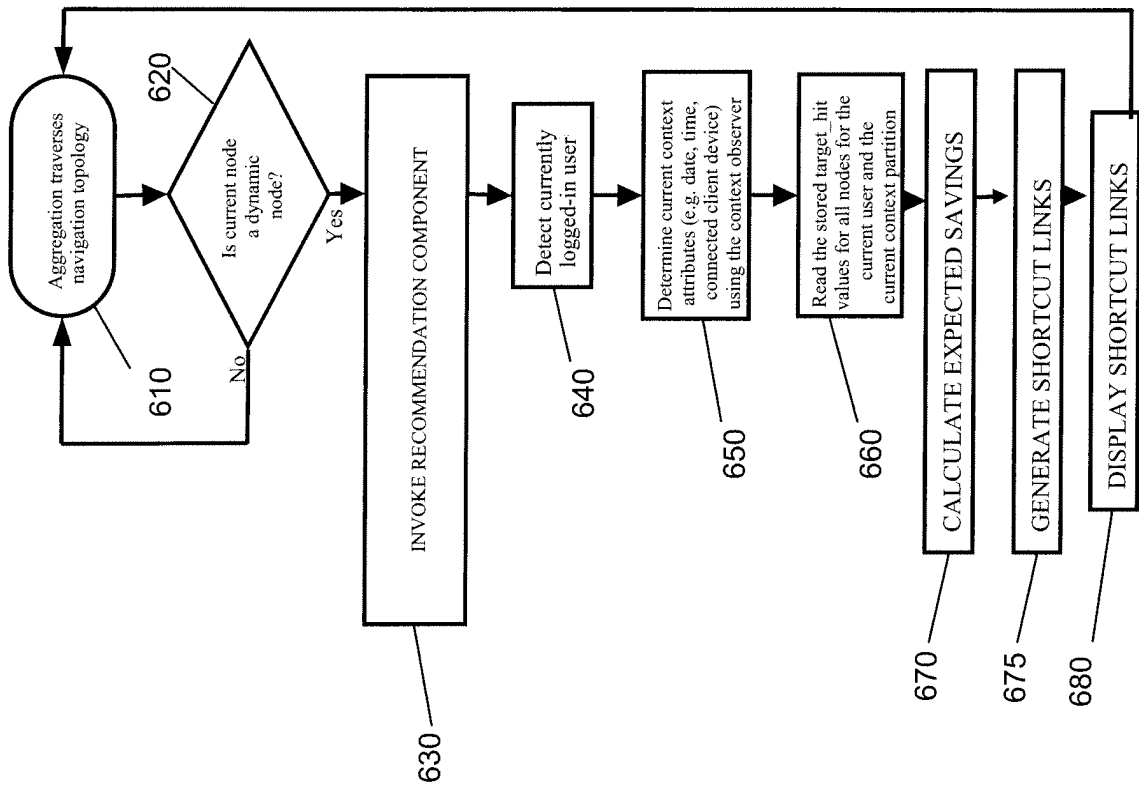 Aggregation traverses
navigation topology
610
Is current node
a dynamic
node?
620
No
Yes
INVOKE RECOMMENDATION COMPONENT
630
Detect currently
logged-in user
640
Determine current context
attributes (e.g. date, time,
connected client device)
using the context observer
650
Read the stored target_hit
values for all nodes for the
current user and the
current context partition
660
CALCULATE EXPECTED SAVINGS
670
GENERATE SHORTCUT LINKS
675
DISPLAY SHORTCUT LINKS
680